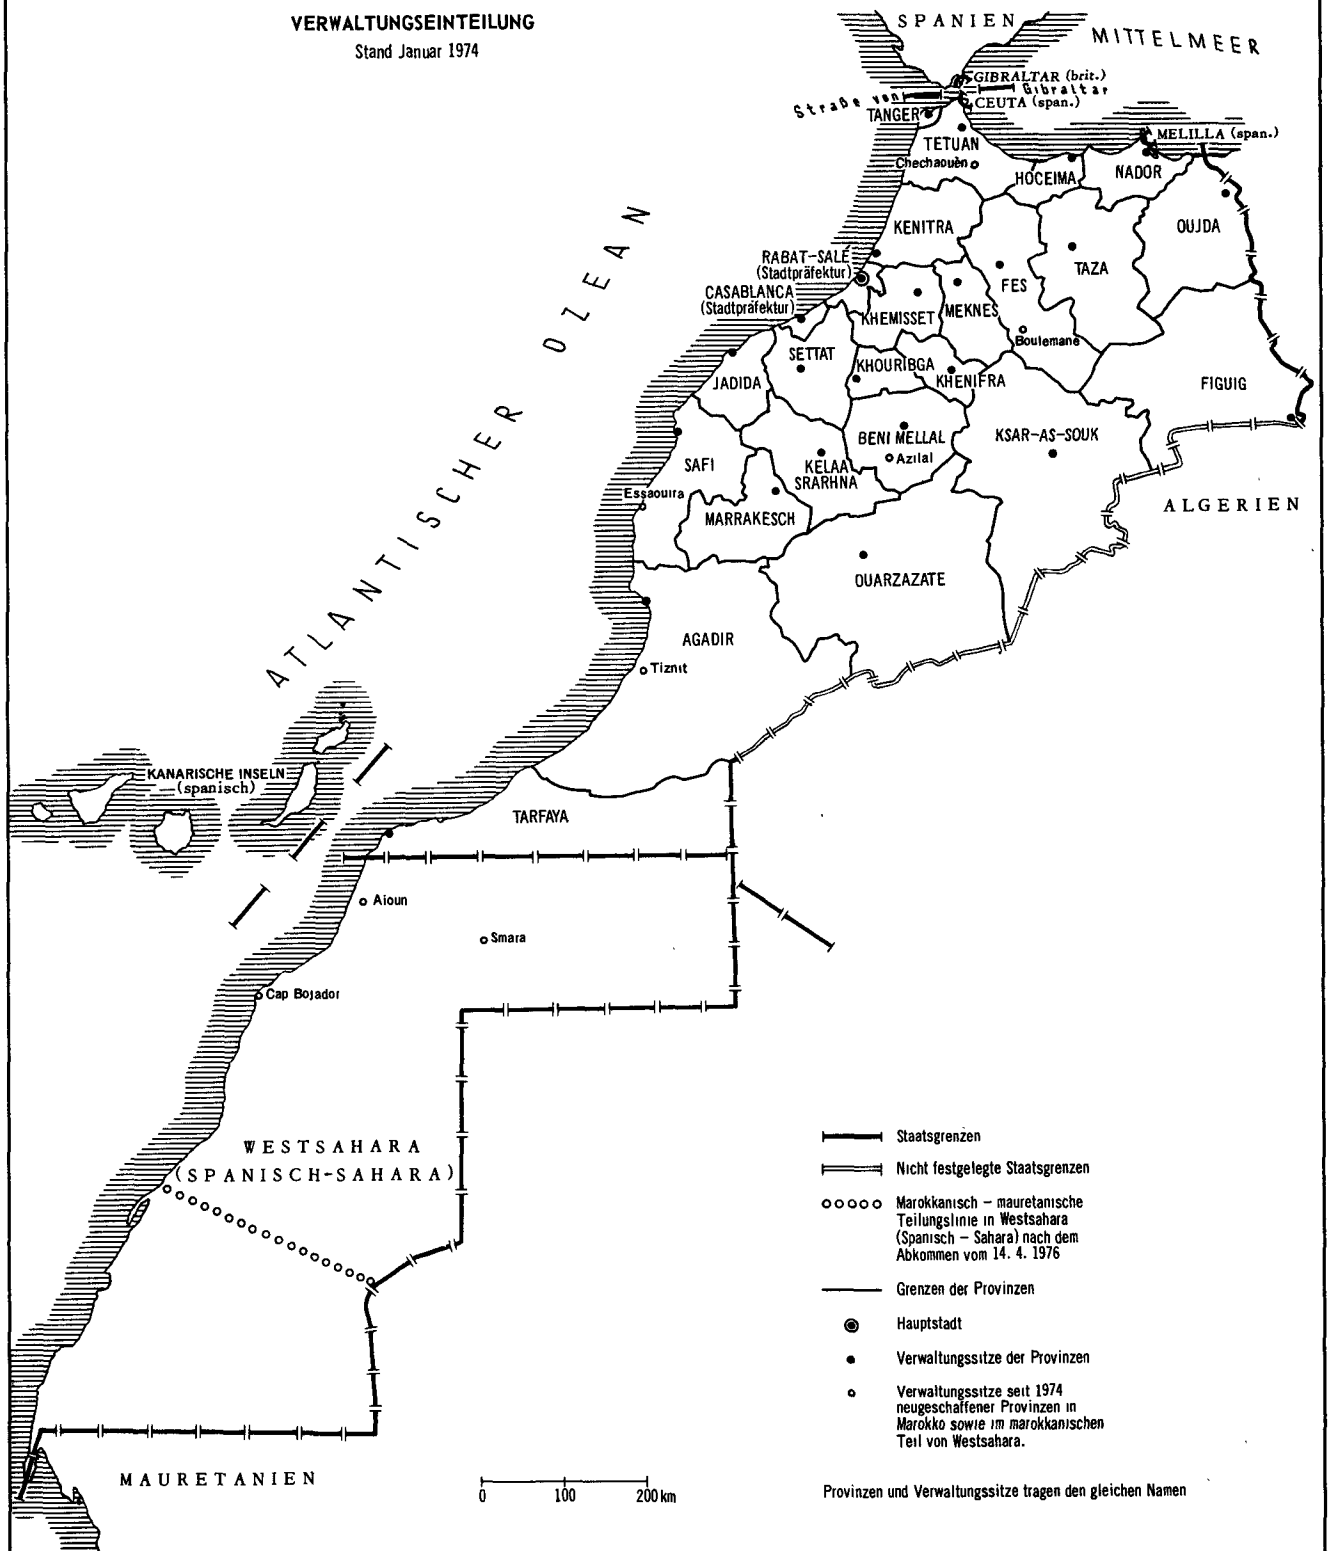 VERWALTUNGSEINTEILUNG
Stand Januar 1974
SPANIEN
MITTELMEER
GIBRALTAR (brit.)
Straße von Gibraltar
CEUTA (span.)
TANGER
MELILLA (span.)
TETUAN
Chechaouèn
HOCEIMA
NADOR
OUJDA
KENITRA
RABAT-SALÉ
(Stadtpräfektur)
TAZA
FES
CASABLANCA
(Stadtpräfektur)
KHEMISSET
MEKNES
Boulemane
SETTAT
KHOURIBGA
KHENIFRA
JADIDA
FIGUIG
BENI MELLAL
Azilal
KSAR-AS-SOUK
SAFI
KELAA
SRARHNA
Essaouira
MARRAKESCH
ALGERIEN
ATLANTISCHER OZEAN
OUARZAZATE
AGADIR
Tiznit
KANARISCHE INSELN
(spanisch)
TARFAYA
Aioun
Smara
Cap Bojador
WESTSAHARA
(SPANISCH-SAHARA)
MAURETANIEN
Staatsgrenzen
Nicht festgelegte Staatsgrenzen
Marokkanisch – mauretanische
Teilungslinie in Westsahara
(Spanisch – Sahara) nach dem
Abkommen vom 14. 4. 1976
Grenzen der Provinzen
Hauptstadt
Verwaltungssitze der Provinzen
Verwaltungssitze seit 1974
neugeschaffener Provinzen in
Marokko sowie im marokkanischen
Teil von Westsahara.
0 100 200 km
Provinzen und Verwaltungssitze tragen den gleichen Namen